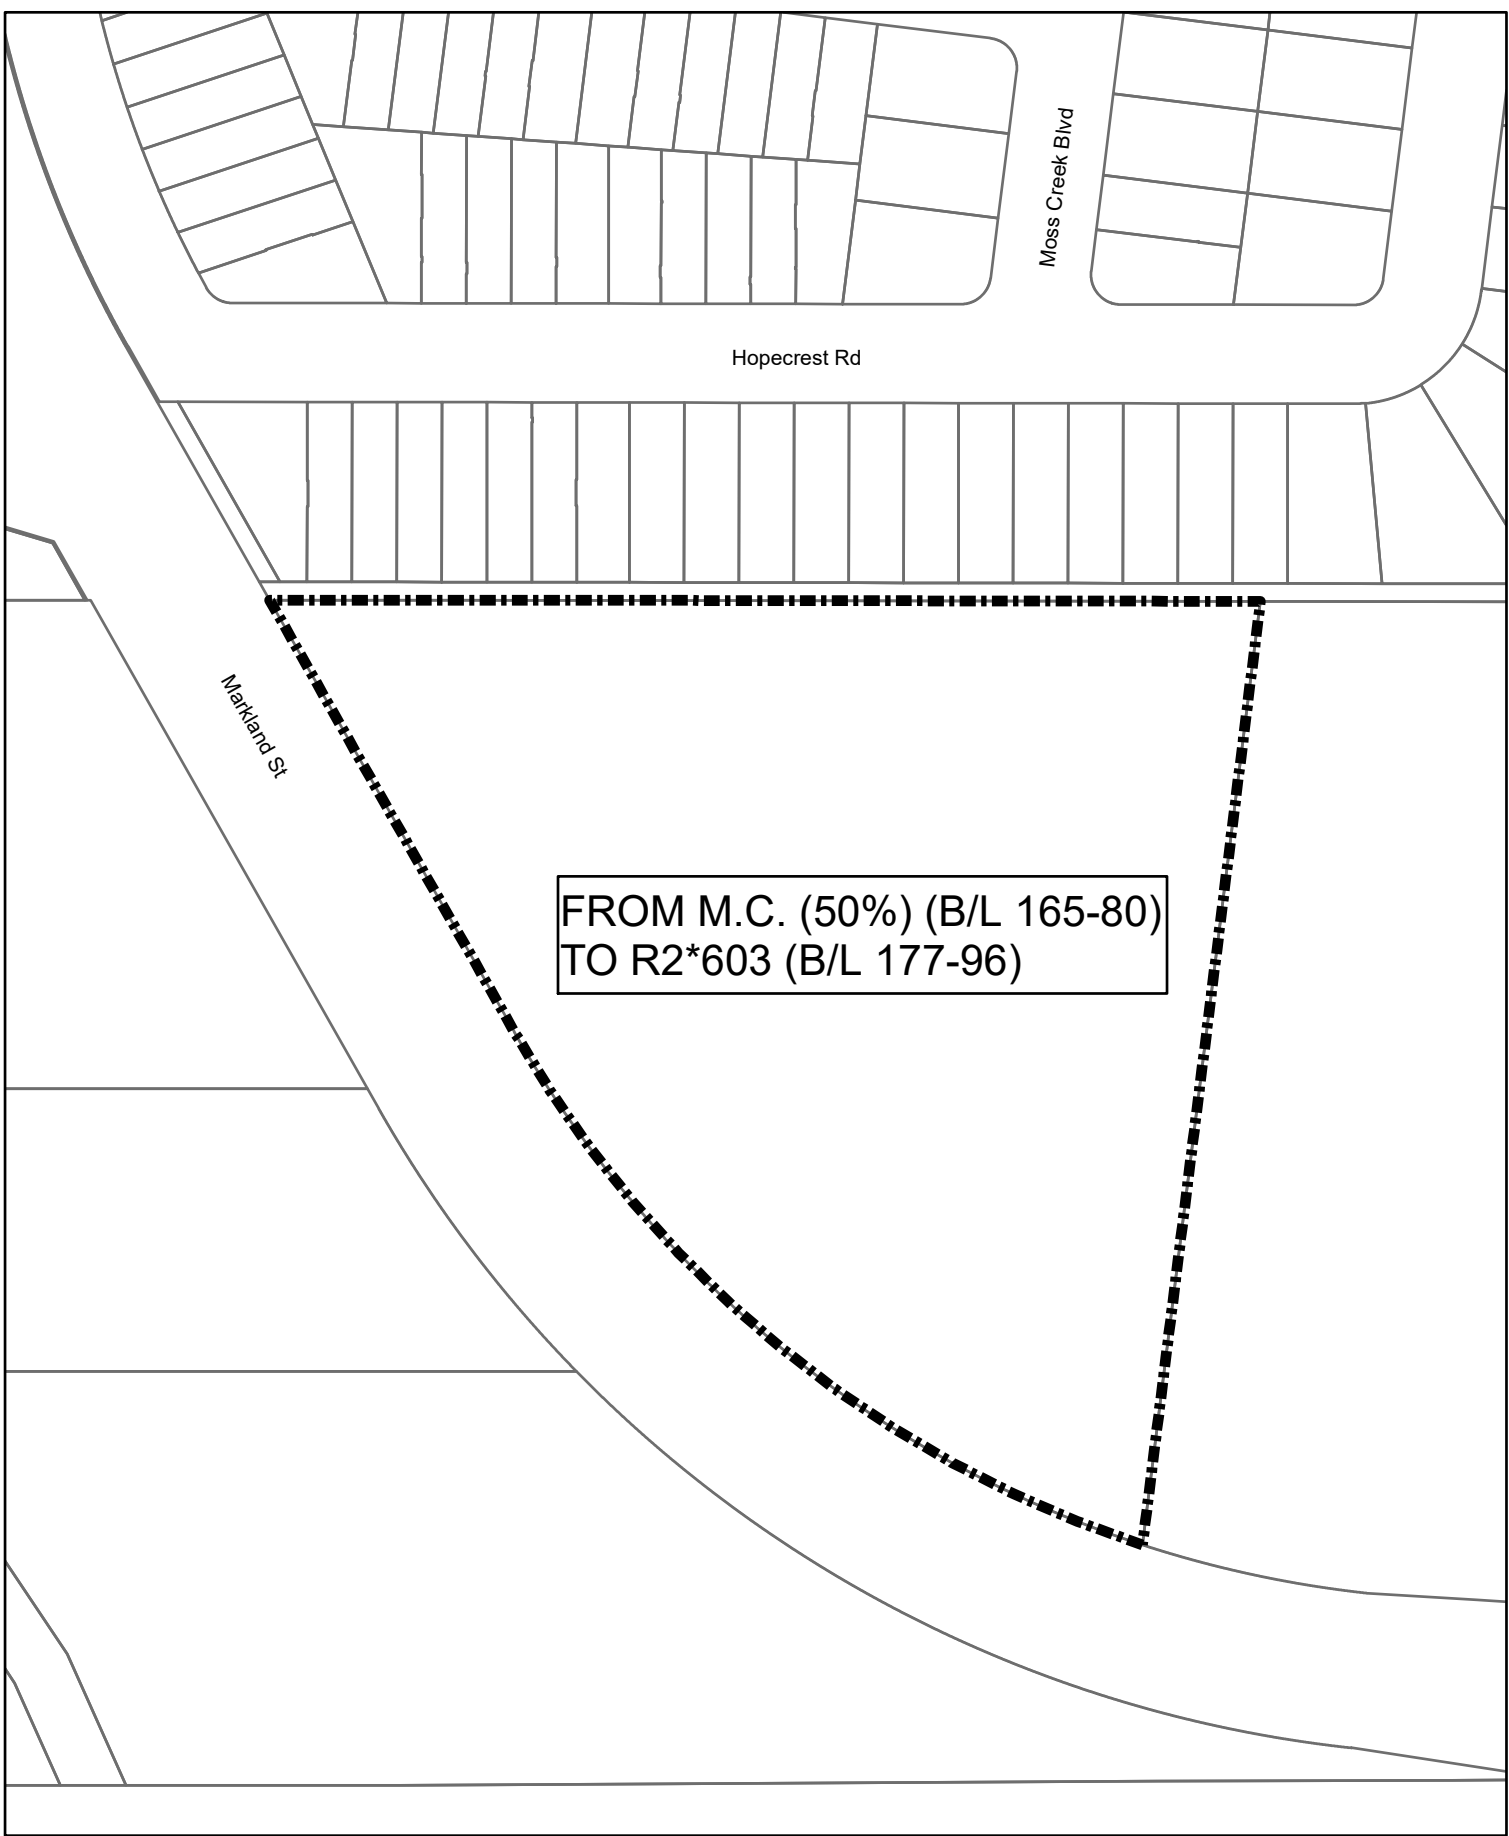 Moss Creek Blvd
Hopecrest Rd
Markland St
FROM M.C. (50%) (B/L 165-80)
TO R2*603 (B/L 177-96)